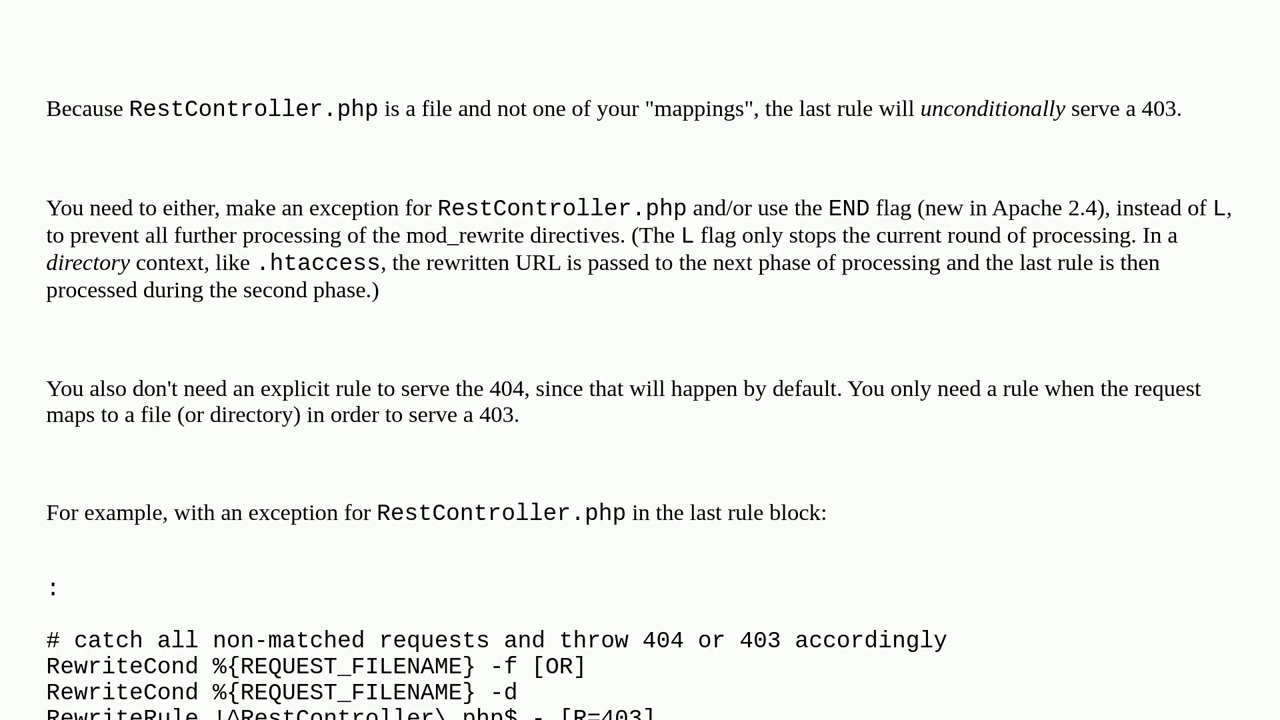 Because RestController.php is a file and not one of your "mappings", the last rule will unconditionally serve a 403.
You need to either, make an exception for RestController.php and/or use the END flag (new in Apache 2.4), instead of L,
to prevent all further processing of the mod_rewrite directives. (The L flag only stops the current round of processing. In a
directory context, like .htaccess, the rewritten URL is passed to the next phase of processing and the last rule is then
processed during the second phase.)
You also don't need an explicit rule to serve the 404, since that will happen by default. You only need a rule when the request
maps to a file (or directory) in order to serve a 403.
For example, with an exception for RestController.php in the last rule block:
:
# catch all non-matched requests and throw 404 or 403 accordingly
RewriteCond %{REQUEST_FILENAME} -f [OR]
RewriteCond %{REQUEST_FILENAME} -d
RewriteRule !^RestController\.php$ - [R=403]